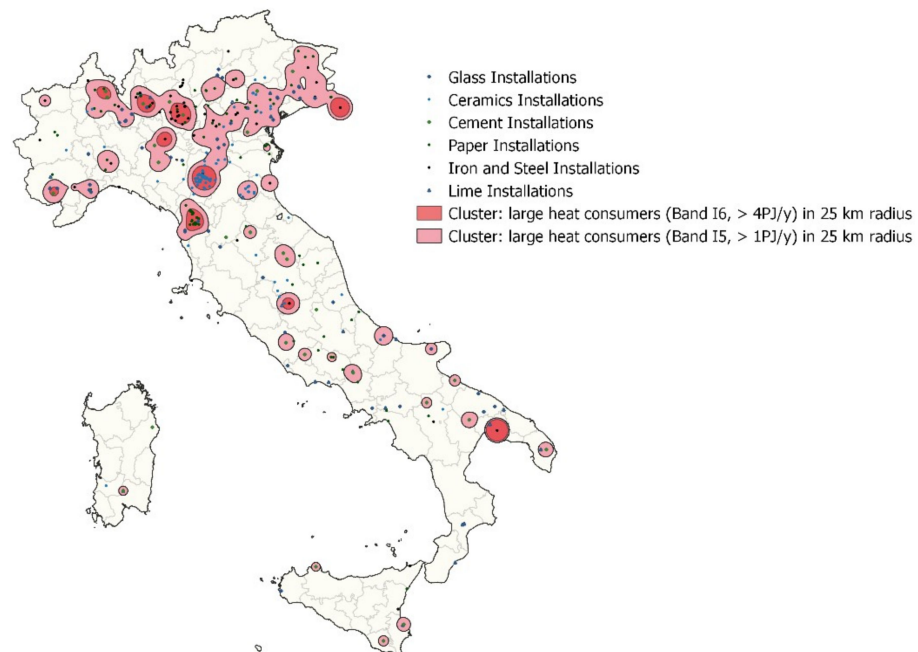 Glass Installations
Ceramics Installations
Cement Installations
Paper Installations
Iron and Steel Installations
Lime Installations
Cluster: large heat consumers (Band I6, > 4PJ/y) in 25 km radius
Cluster: large heat consumers (Band I5, > 1PJ/y) in 25 km radius